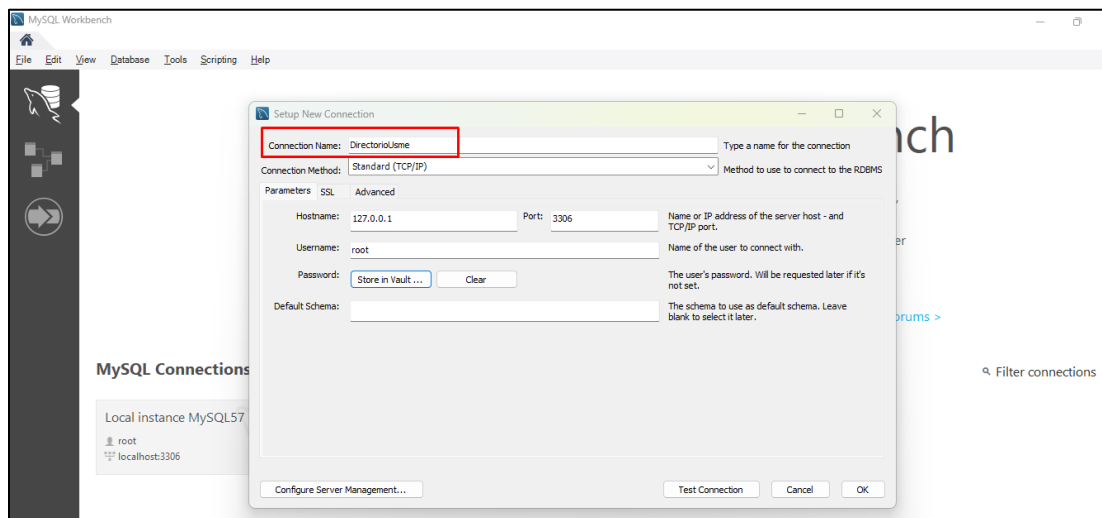 MySQL Workbench
File Edit View Database Tools Scripting Help
Setup New Connection
Connection Name: DirectorioUsme Type a name for the connection
Connection Method: Standard (TCP/IP) Method to use to connect to the RDBMS
Parameters SSL Advanced
Hostname: 127.0.0.1 Port: 3306 Name or IP address of the server host - and
TCP/IP port.
Username: root Name of the user to connect with.
Password: Store in Vault ... Clear The user's password. Will be requested later if it's
not set.
Default Schema: The schema to use as default schema. Leave
blank to select it later.
nch
er
orums >
MySQL Connections
Filter connections
Local instance MySQL57
root
localhost:3306
Configure Server Management... Test Connection Cancel OK